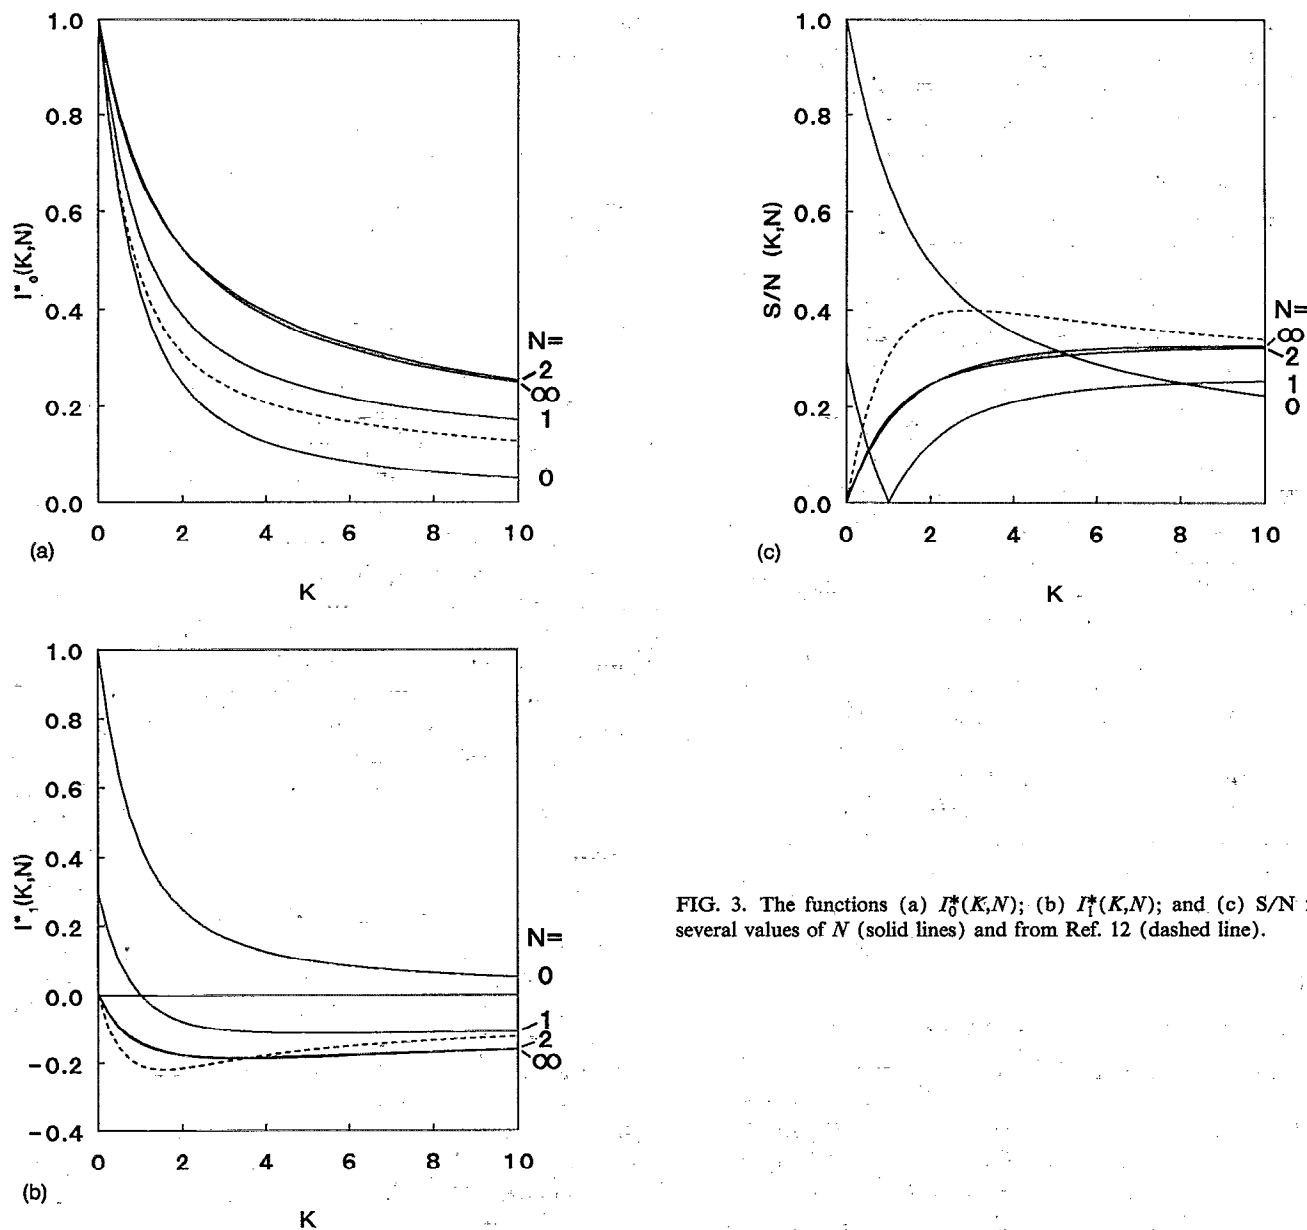 1.0
0.8
0.6
0.4
0.2
0.0
I*₀(K,N)
N=
2
∞
1
0
0 2 4 6 8 10
(a)
K
1.0
0.8
0.6
0.4
0.2
0.0
S/N (K,N)
N=
∞
2
1
0
0 2 4 6 8 10
(c)
K
1.0
0.8
0.6
0.4
0.2
0.0
−0.2
−0.4
I*₁(K,N)
N=
0
1
2
∞
0 2 4 6 8 10
(b)
K
FIG. 3. The functions (a) I₀*(K,N); (b) I₁*(K,N); and (c) S/N
several values of N (solid lines) and from Ref. 12 (dashed line).